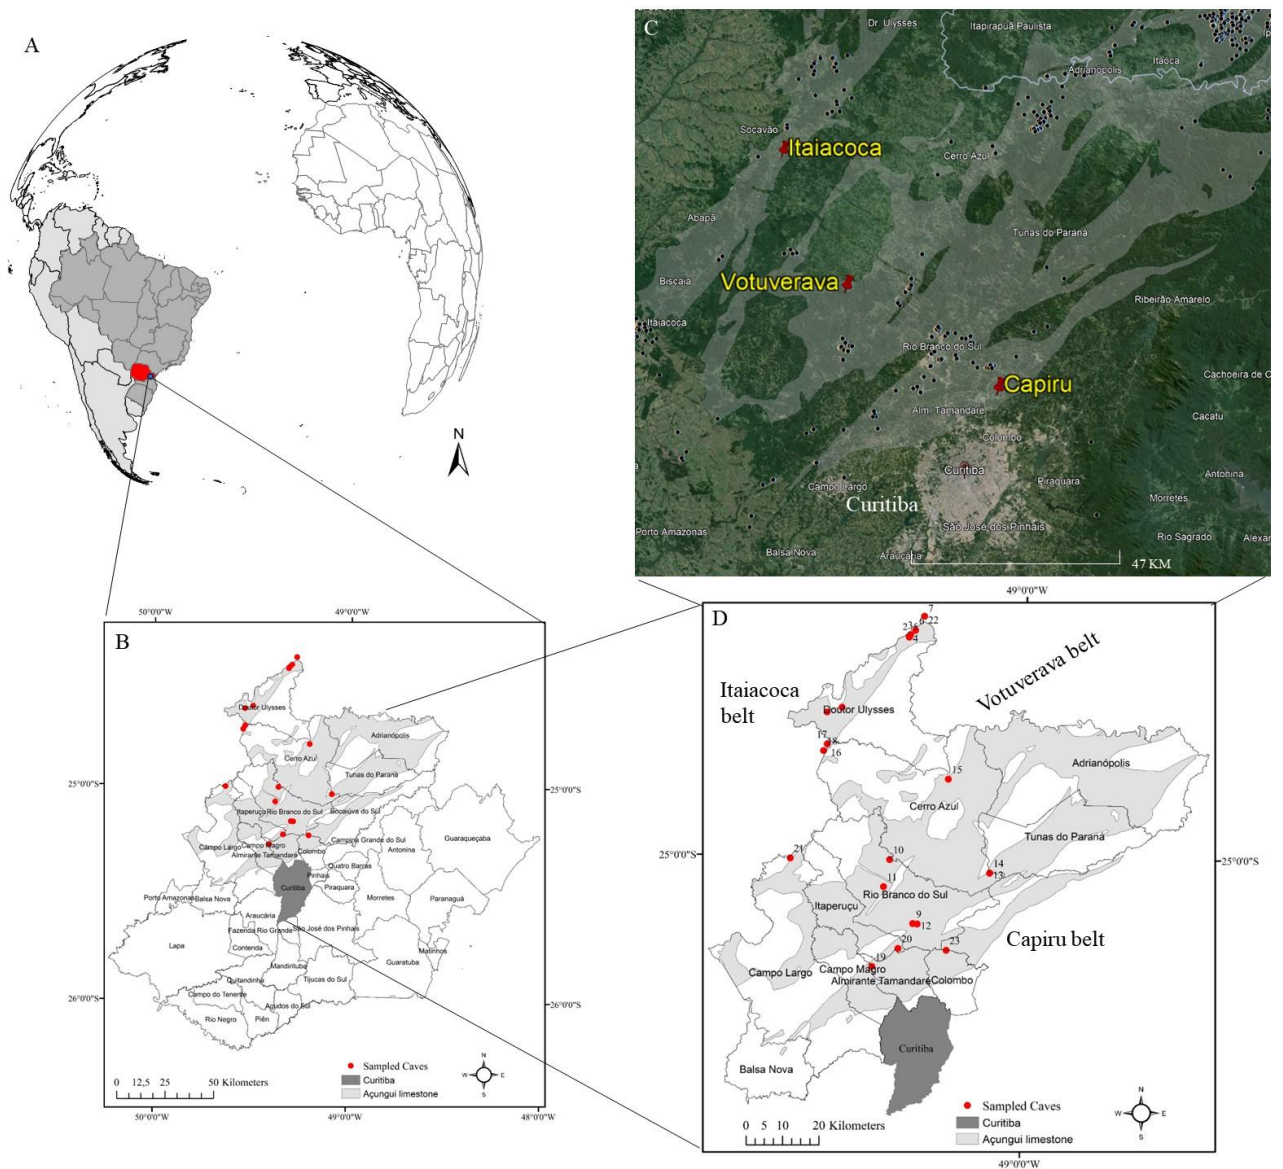 A
N
C
Dr. Ulysses
Itapirapuã Paulista
Adrianópolis
Itaóca
Socavão
Itaiacoca
Cerro Azul
Abapã
Tunas do Paraná
Biscaia
Votuverava
Ribeirão Amarelo
Itaiacoca
Rio Branco do Sul
Cachoeira de C
Capiru
Alm. Tamandaré
Cacatu
Colombo
Curitiba
Antonina
Campo Largo
Piraquara
Morretes
Curitiba
Porto Amazonas
São José dos Pinhais
Rio Sagrado
Alexan
Balsa Nova
Araucária
47 KM
50°0'0"W
49°0'0"W
B
Doutor Ulysses
Adrianópolis
Cerro Azul
Tunas do Paraná
25°0'0"S
25°0'0"S
Itaperuçu
Rio Branco do Sul
Bocaiúva do Sul
Campo Largo
Campo Magro
Campina Grande do Sul
Guaraqueçaba
Almirante Tamandaré
Colombo
Antonina
Quatro Barras
Pinhais
Curitiba
Piraquara
Porto Amazonas
Balsa Nova
Morretes
Paranaguá
Araucária
Fazenda Rio Grande
São José dos Pinhais
Lapa
Contenda
Matinhos
Guaratuba
Mandirituba
Quitandinha
Tijucas do Sul
Campo do Tenente
Agudos do Sul
26°0'0"S
26°0'0"S
Rio Negro
Piên
Sampled Caves
Curitiba
Açungui limestone
N
W
E
S
0 12,5 25 50 Kilometers
50°0'0"W
49°0'0"W
48°0'0"W
49°0'0"W
D
7
22
6
4
Itaiacoca
belt
Votuverava belt
Doutor Ulysses
17
18
16
15
Adrianópolis
Cerro Azul
Tunas do Paraná
25°0'0"S
25°0'0"S
21
10
14
13
11
Rio Branco do Sul
Itaperuçu
9
12
Capiru belt
20
23
19
Campo Largo
Campo Magro
Almirante Tamandaré
Colombo
Curitiba
Balsa Nova
Sampled Caves
Curitiba
Açungui limestone
N
W
E
S
0 5 10 20 Kilometers
49°0'0"W